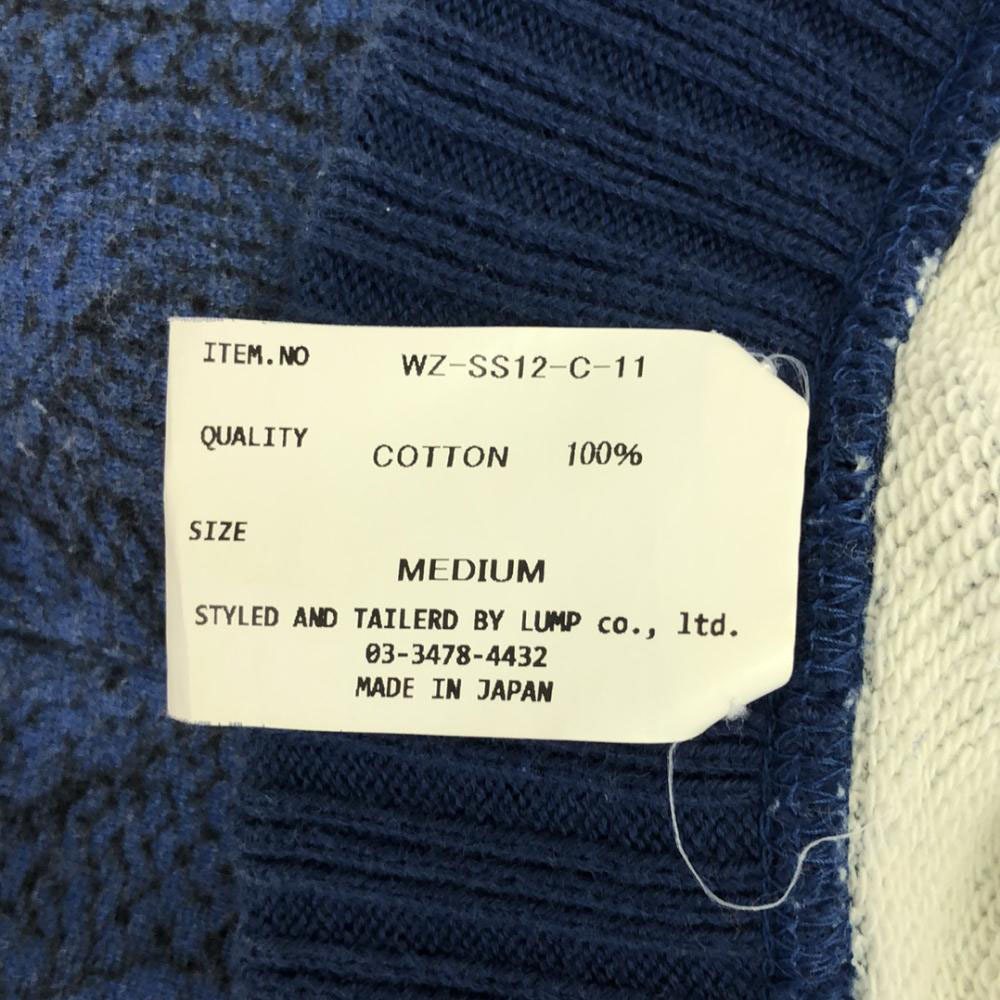 ITEM.NO WZ-SS12-C-11
QUALITY COTTON 100%
SIZE
MEDIUM
STYLED AND TAILERD BY LUMP co., ltd.
03-3478-4432
MADE IN JAPAN